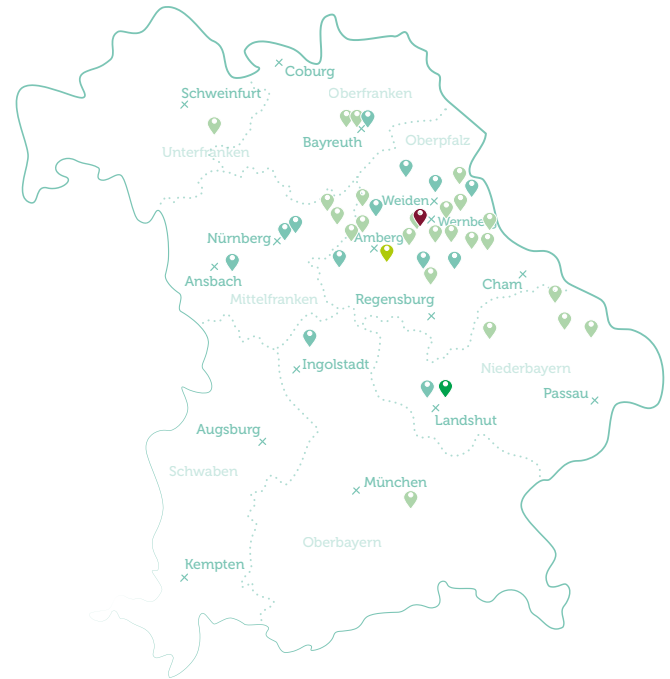 Coburg
Schweinfurt
Oberfranken
Bayreuth
Oberpfalz
Unterfranken
Weiden
Wernberg
Nürnberg
Amberg
Ansbach
Cham
Mittelfranken
Regensburg
Ingolstadt
Niederbayern
Passau
Landshut
Augsburg
Schwaben
München
Oberbayern
Kempten